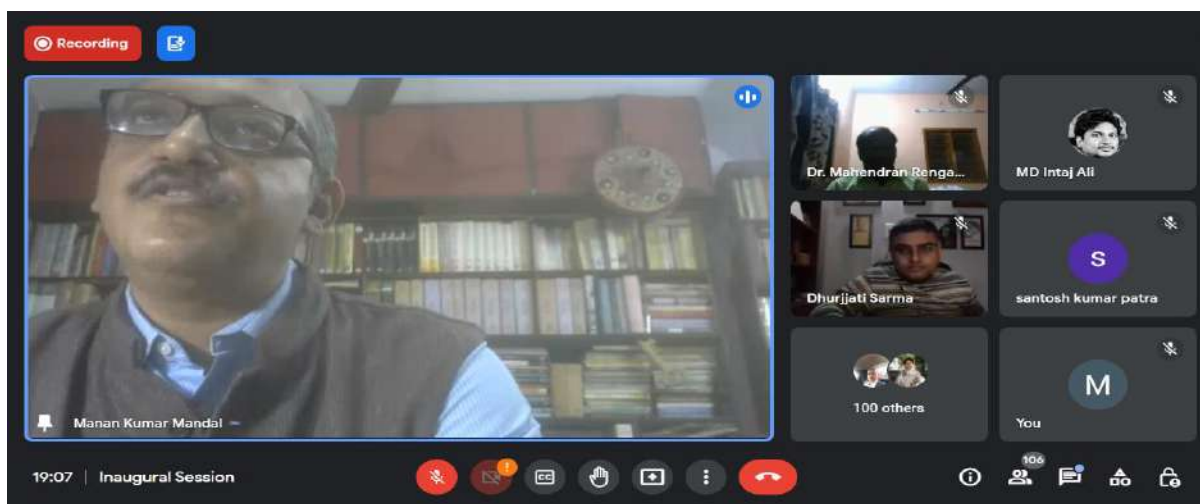 Recording
Dr. Mahendran Renga...
MD Intaj Ali
Dhurjjati Sarma
S
santosh kumar patra
100 others
M
You
Manan Kumar Mandal
19:07 | Inaugural Session
!
CC
106